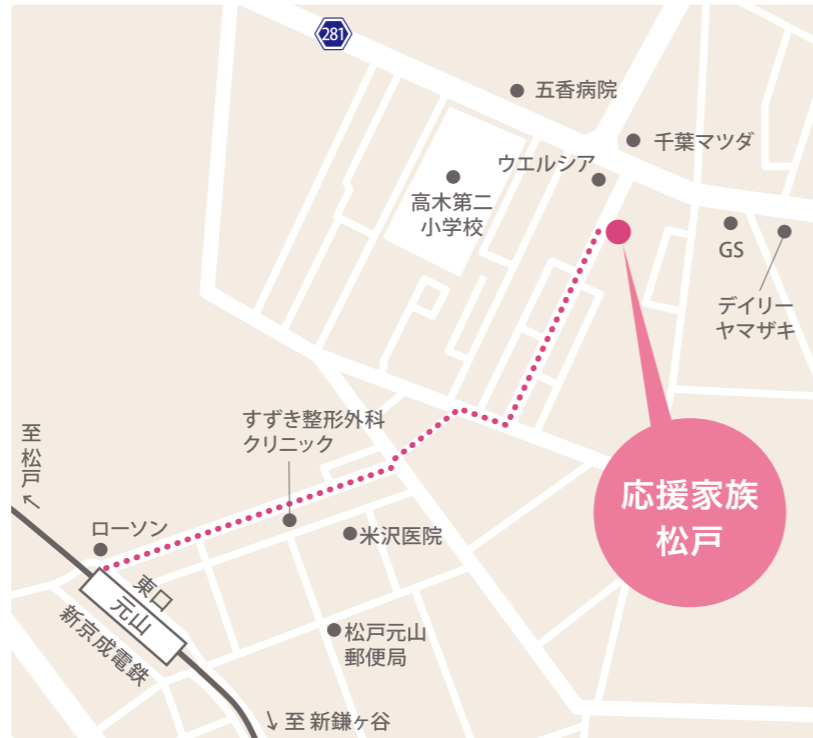 281
五香病院
千葉マツダ
ウエルシア
高木第二
小学校
GS
デイリー
ヤマザキ
すずき整形外科
クリニック
至 松戸
ローソン
米沢医院
応援家族
松戸
東口
元山
新京成電鉄
松戸元山
郵便局
至 新鎌ヶ谷